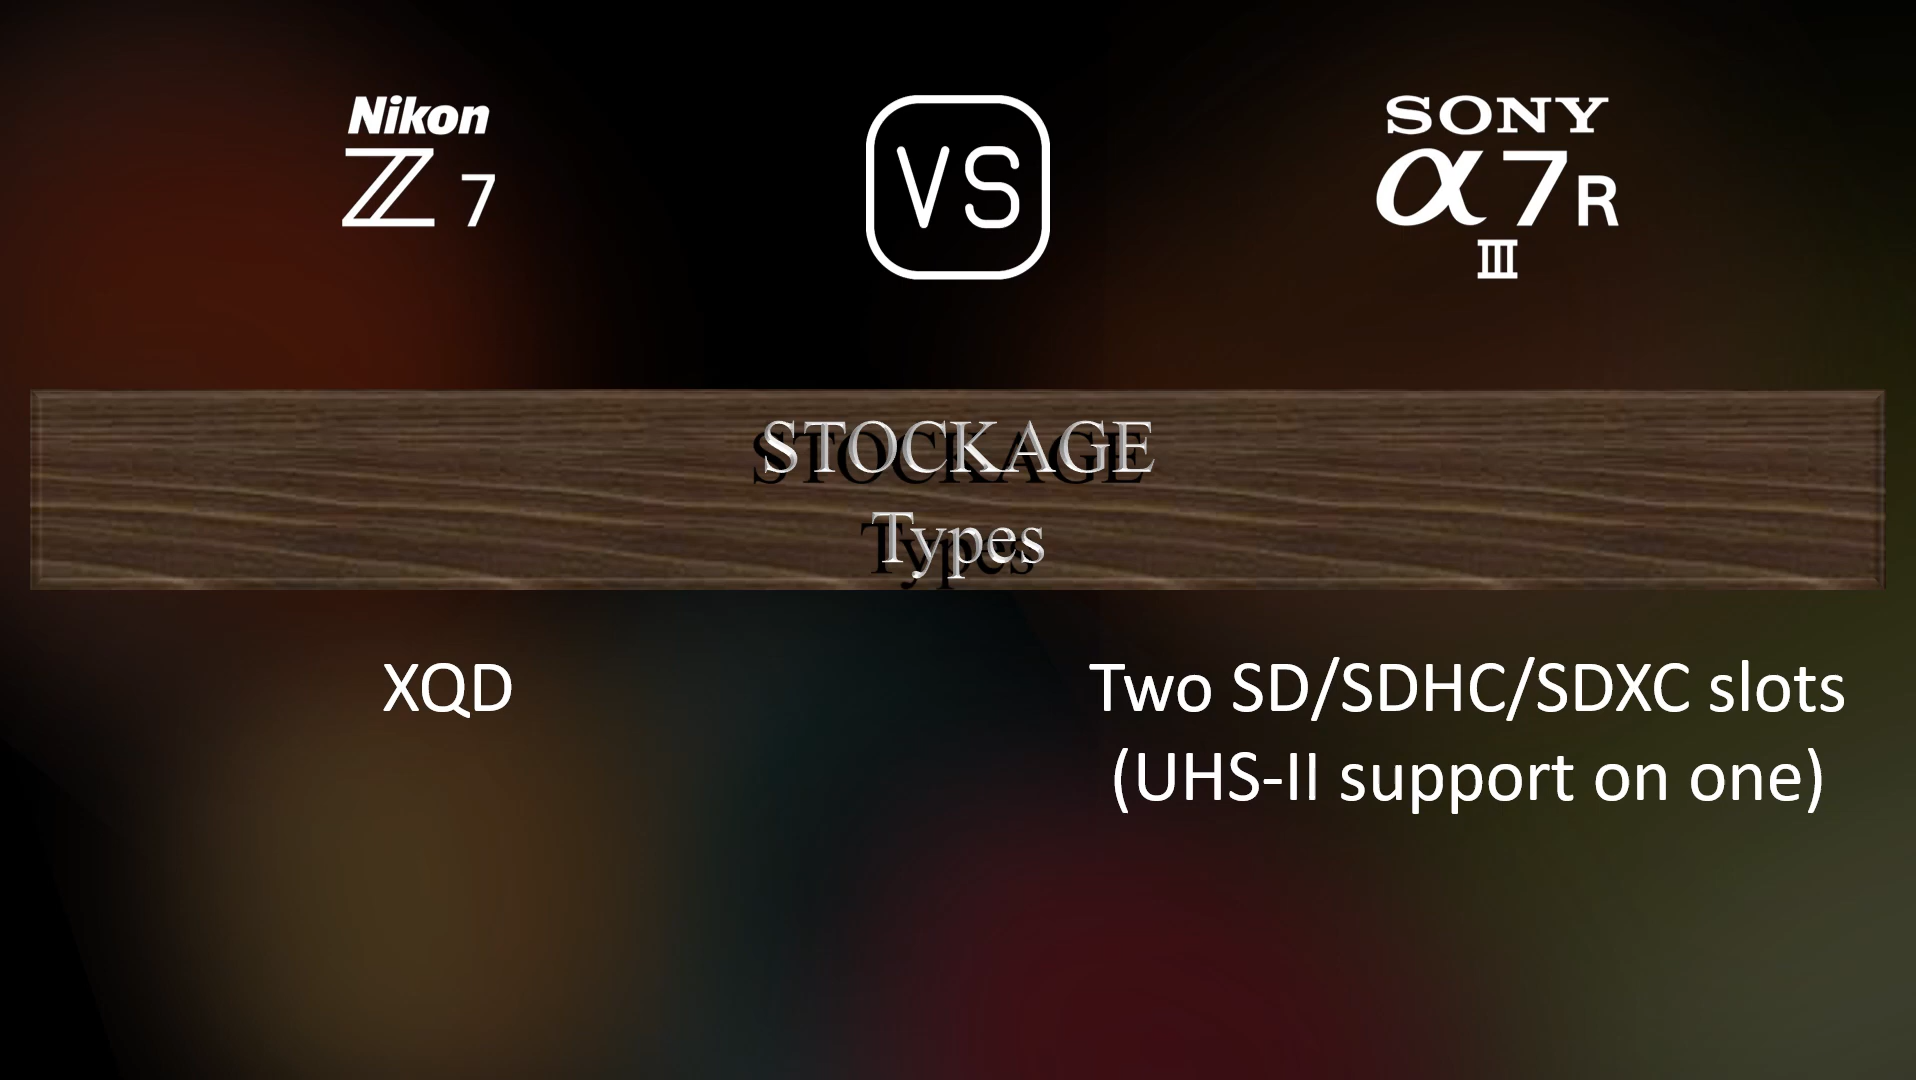 Nikon
Z 7
VS
SONY
α7R
III
STOCKAGE
Types
XQD
Two SD/SDHC/SDXC slots
(UHS-II support on one)